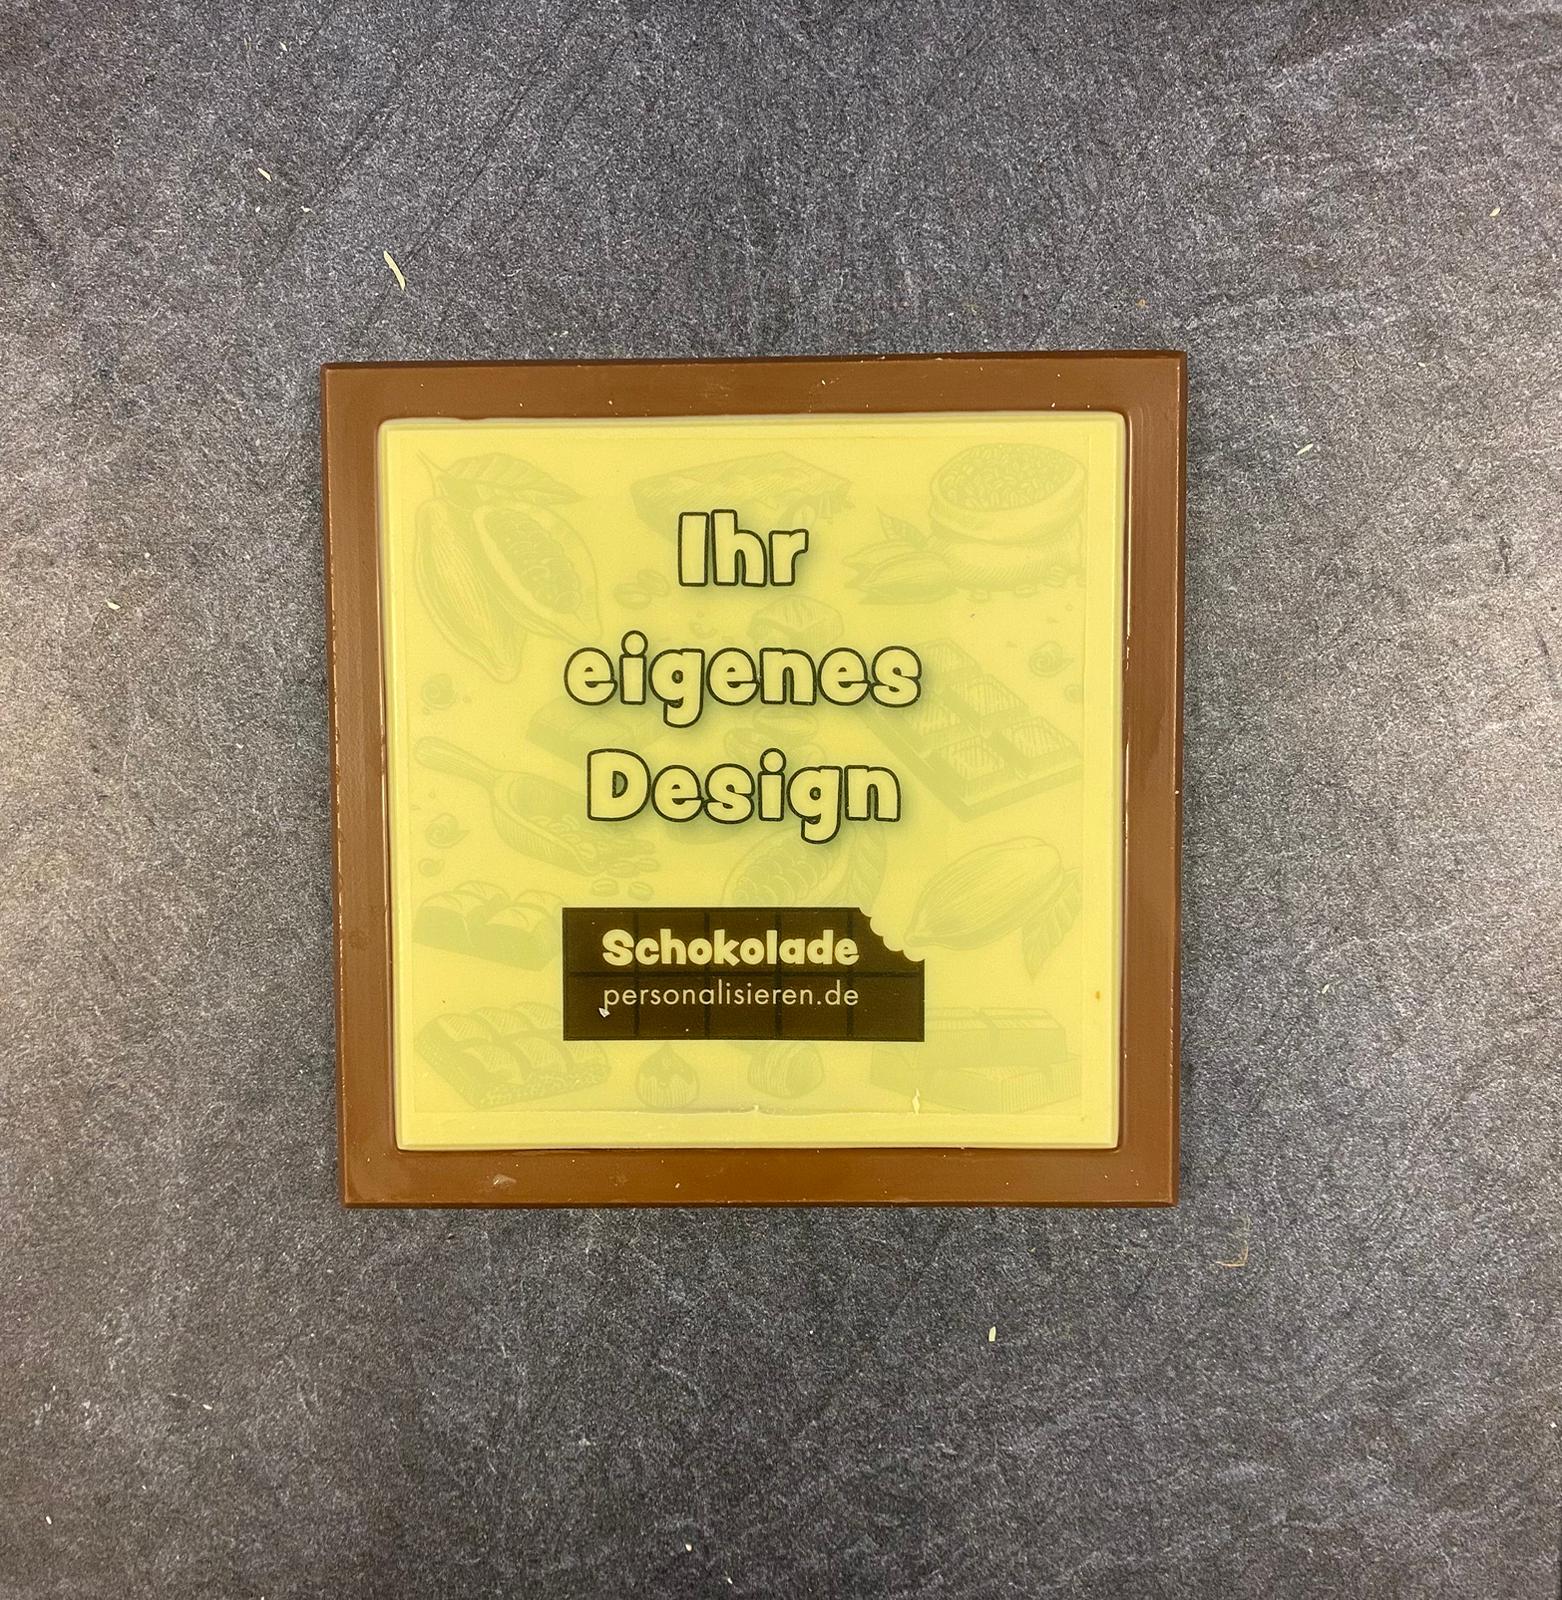 Ihr
eigenes
Design
Schokolade
personalisieren.de